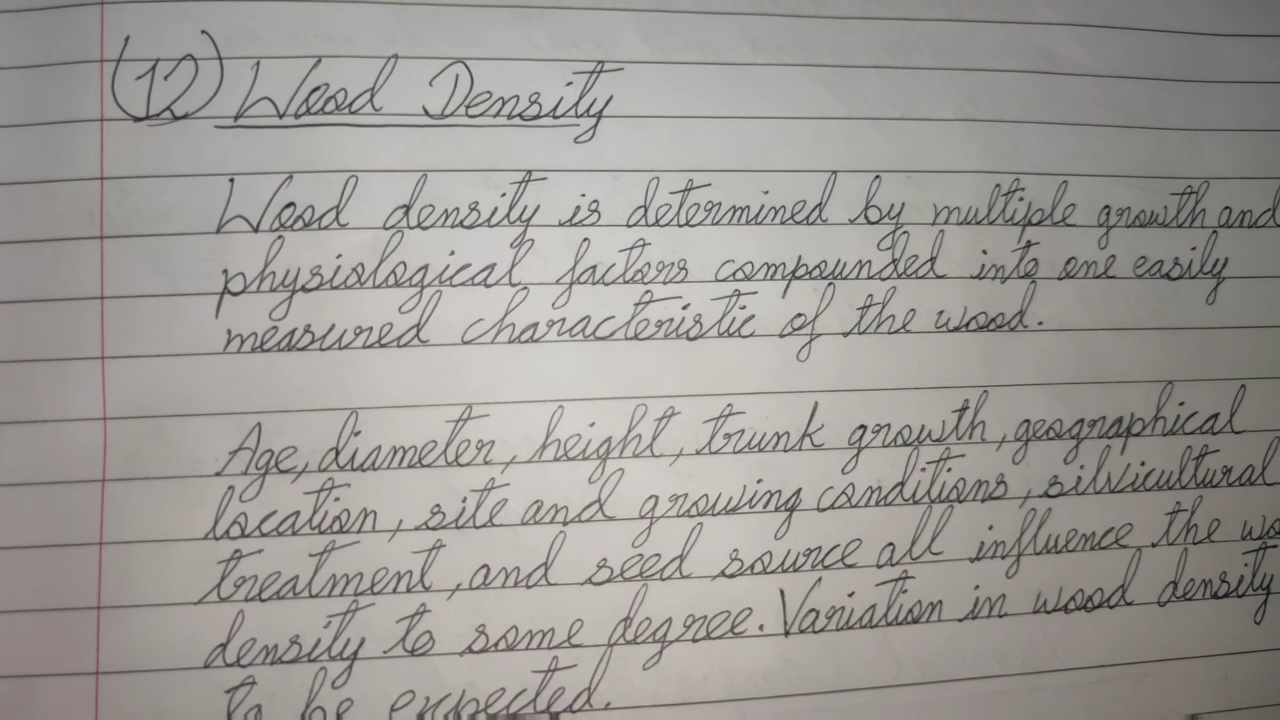 (12) Wood Density
Wood density is determined by multiple growth and
physiological factors compounded into one easily
measured characteristic of the wood.
Age, diameter, height, trunk growth, geographical
location, site and growing conditions, silvicultural
treatment, and seed source all influence the wo
density to some degree. Variation in wood density
to be expected.